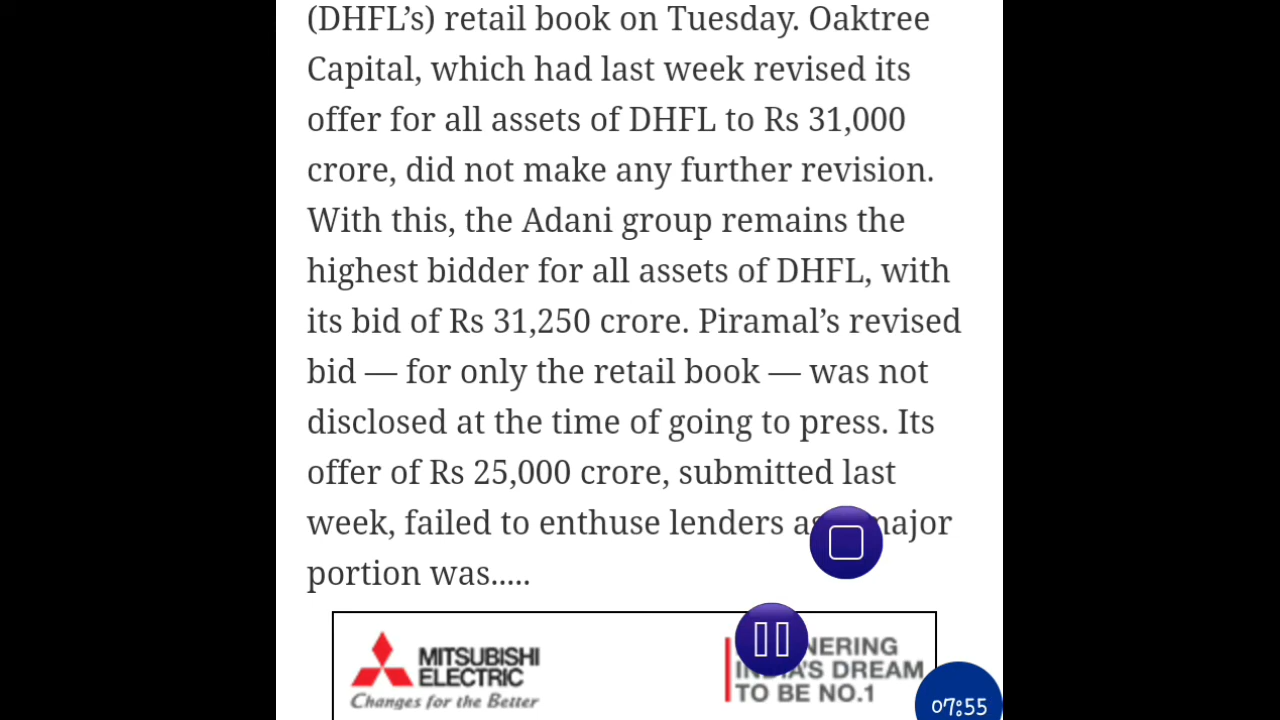 (DHFL’s) retail book on Tuesday. Oaktree
Capital, which had last week revised its
offer for all assets of DHFL to Rs 31,000
crore, did not make any further revision.
With this, the Adani group remains the
highest bidder for all assets of DHFL, with
its bid of Rs 31,250 crore. Piramal’s revised
bid — for only the retail book — was not
disclosed at the time of going to press. Its
offer of Rs 25,000 crore, submitted last
week, failed to enthuse lenders
portion was.....
MITSUBISHI
ELECTRIC
Changes for the Better
DREAM
TO BE NO.1
07:55